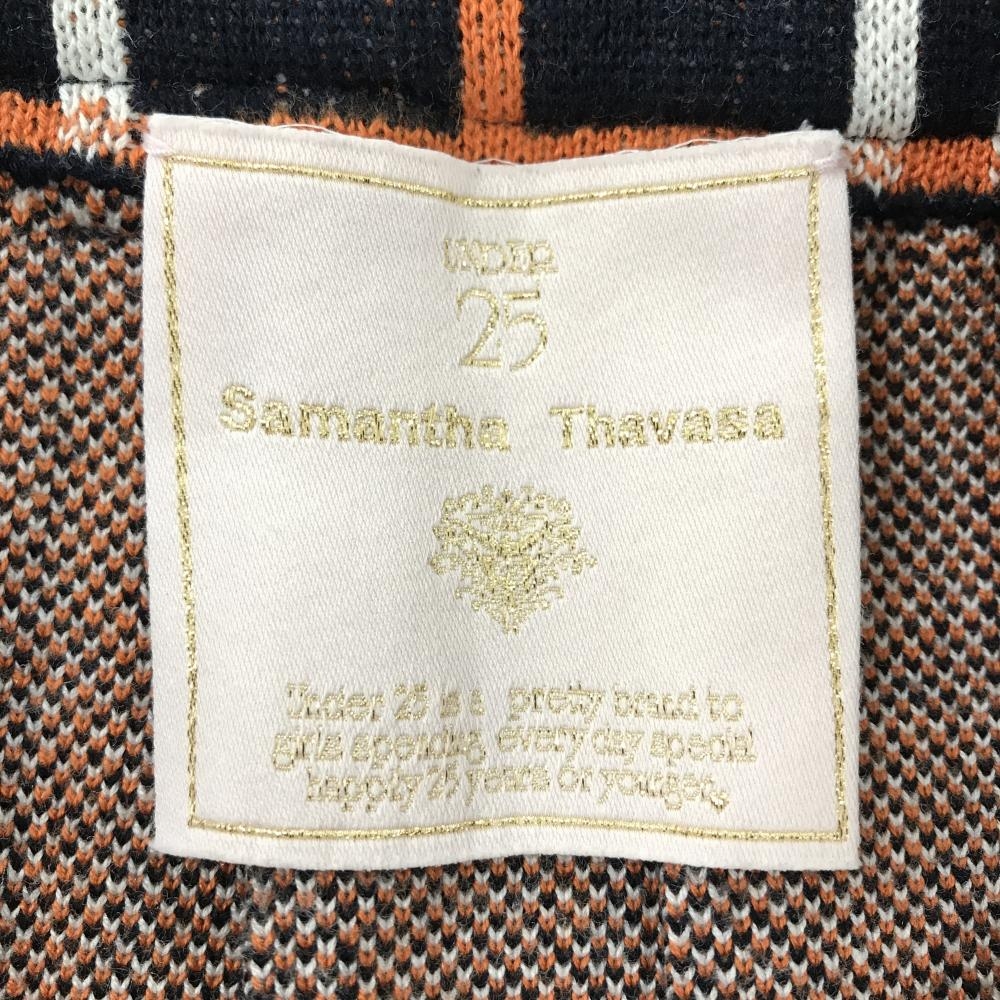 UNDER
25
Samantha Thavasa
Under 25 is a pretty brand to
girls spending every day special
happily 25 years or younger.